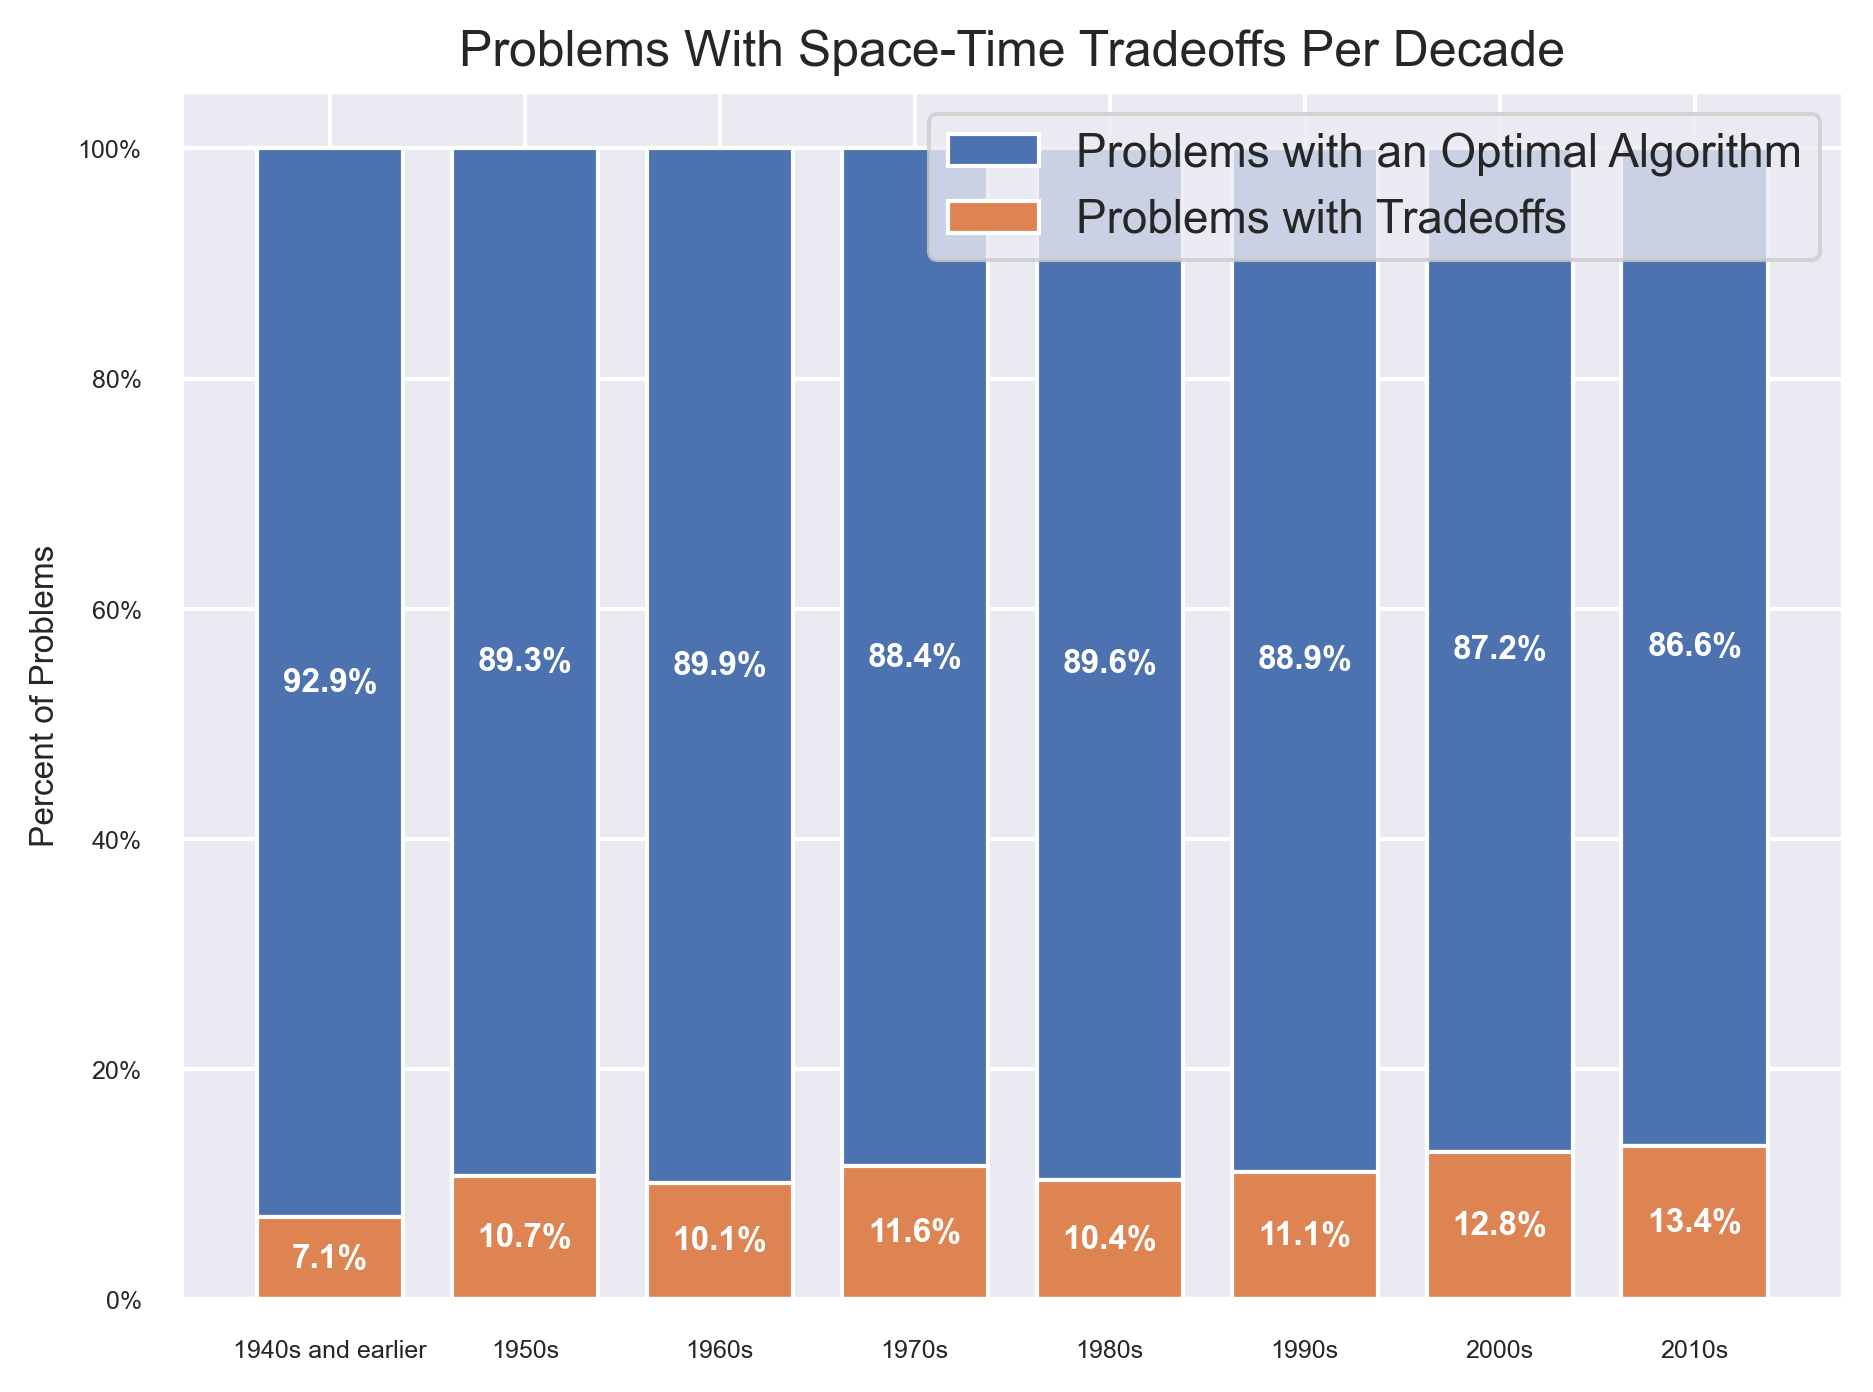 Problems With Space-Time Tradeoffs Per Decade
Problems with an Optimal Algorithm
Problems with Tradeoffs
Percent of Problems
100%
80%
60%
40%
20%
0%
92.9%
89.3%
89.9%
88.4%
89.6%
88.9%
87.2%
86.6%
7.1%
10.7%
10.1%
11.6%
10.4%
11.1%
12.8%
13.4%
1940s and earlier
1950s
1960s
1970s
1980s
1990s
2000s
2010s